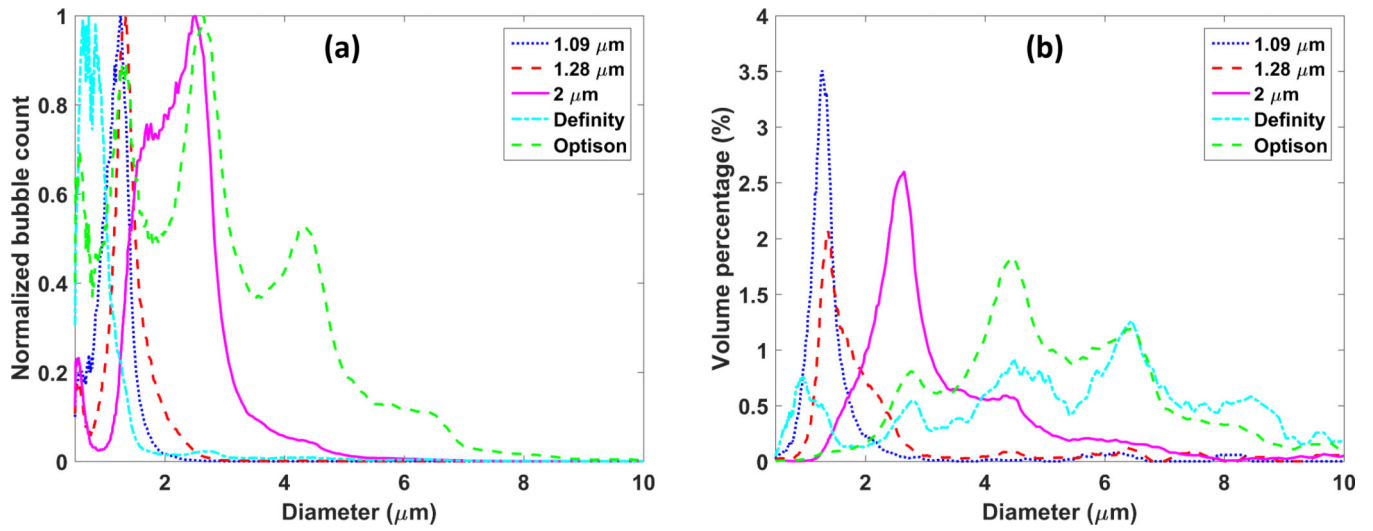 (a)
1.09 μm
1.28 μm
2 μm
Definity
Optison
Normalized bubble count
1
0.8
0.6
0.4
0.2
0
2
4
6
8
10
Diameter (μm)
(b)
1.09 μm
1.28 μm
2 μm
Definity
Optison
Volume percentage (%)
4
3.5
3
2.5
2
1.5
1
0.5
0
2
4
6
8
10
Diameter (μm)